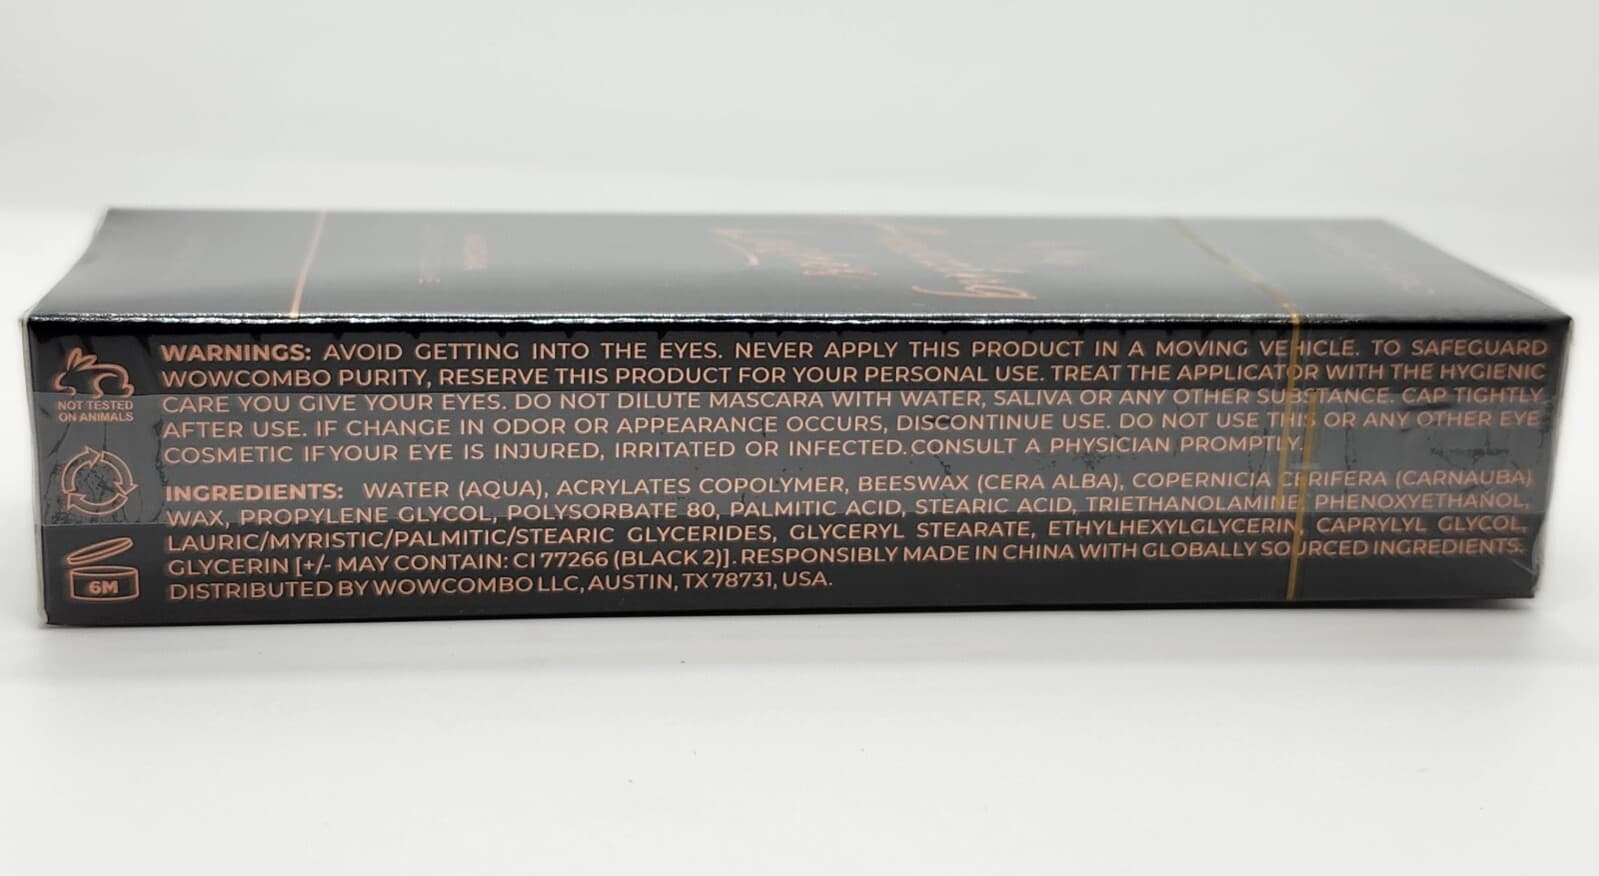 WARNINGS: AVOID GETTING INTO THE EYES. NEVER APPLY THIS PRODUCT IN A MOVING VEHICLE. TO SAFEGUARD
WOWCOMBO PURITY, RESERVE THIS PRODUCT FOR YOUR PERSONAL USE. TREAT THE APPLICATOR WITH THE HYGIENIC
CARE YOU GIVE YOUR EYES. DO NOT DILUTE MASCARA WITH WATER, SALIVA OR ANY OTHER SUBSTANCE. CAP TIGHTLY
AFTER USE. IF CHANGE IN ODOR OR APPEARANCE OCCURS, DISCONTINUE USE. DO NOT USE THIS OR ANY OTHER EYE
COSMETIC IF YOUR EYE IS INJURED, IRRITATED OR INFECTED. CONSULT A PHYSICIAN PROMPTLY.
INGREDIENTS: WATER (AQUA), ACRYLATES COPOLYMER, BEESWAX (CERA ALBA), COPERNICIA CERIFERA (CARNAUBA)
WAX, PROPYLENE GLYCOL, POLYSORBATE 80, PALMITIC ACID, STEARIC ACID, TRIETHANOLAMINE, PHENOXYETHANOL,
LAURIC/MYRISTIC/PALMITIC/STEARIC GLYCERIDES, GLYCERYL STEARATE, ETHYLHEXYLGLYCERIN, CAPRYLYL GLYCOL,
GLYCERIN [+/- MAY CONTAIN: CI 77266 (BLACK 2)]. RESPONSIBLY MADE IN CHINA WITH GLOBALLY SOURCED INGREDIENTS.
DISTRIBUTED BY WOWCOMBO LLC, AUSTIN, TX 78731, USA.
NOT TESTED
ON ANIMALS
6M